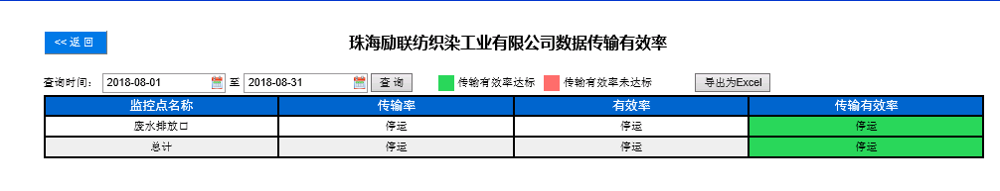 << 返 回
珠海励联纺织染工业有限公司数据传输有效率
查询时间： 2018-08-01 至 2018-08-31 查 询 传输有效率达标 传输有效率未达标 导出为Excel
监控点名称 传输率 有效率 传输有效率
废水排放口 停运 停运 停运
总计 停运 停运 停运